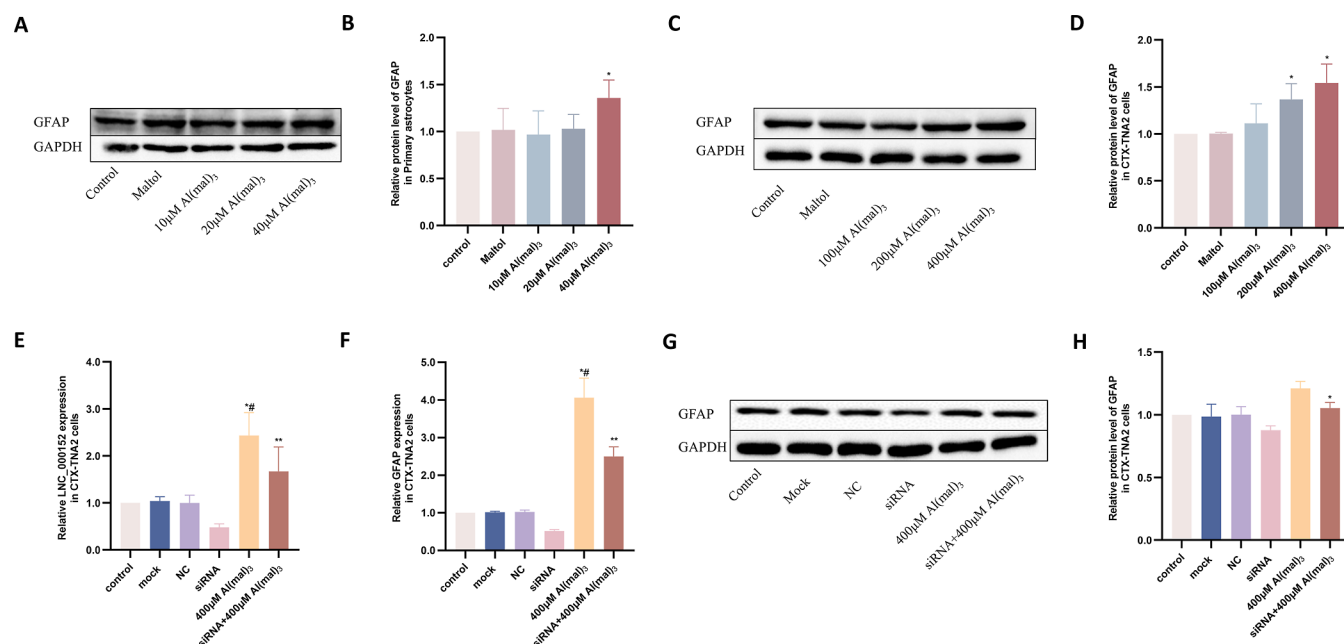 A
GFAP
GAPDH
Control
Maltol
10μM Al(mal)₃
20μM Al(mal)₃
40μM Al(mal)₃
B
Relative protein level of GFAP
in Primary astrocytes
2.0
1.5
1.0
0.5
0.0
*
control
Maltol
10μM Al(mal)₃
20μM Al(mal)₃
40μM Al(mal)₃
C
GFAP
GAPDH
Control
Maltol
100μM Al(mal)₃
200μM Al(mal)₃
400μM Al(mal)₃
D
Relative protein level of GFAP
in CTX-TNA2 cells
2.0
1.5
1.0
0.5
0.0
*
*
control
Maltol
100μM Al(mal)₃
200μM Al(mal)₃
400μM Al(mal)₃
E
Relative LNC_000152 expression
in CTX-TNA2 cells
4.0
3.0
2.0
1.0
0.0
*#
**
control
mock
NC
siRNA
400μM Al(mal)₃
siRNA+400μM Al(mal)₃
F
Relative GFAP expression
in CTX-TNA2 cells
5.0
4.0
3.0
2.0
1.0
0.0
*#
**
control
mock
NC
siRNA
400μM Al(mal)₃
siRNA+400μM Al(mal)₃
G
GFAP
GAPDH
Control
Mock
NC
siRNA
400μM Al(mal)₃
siRNA+400μM Al(mal)₃
H
Relative protein level of GFAP
in CTX-TNA2 cells
1.5
1.0
0.5
0.0
*
control
mock
NC
siRNA
400μM Al(mal)₃
siRNA+400μM Al(mal)₃